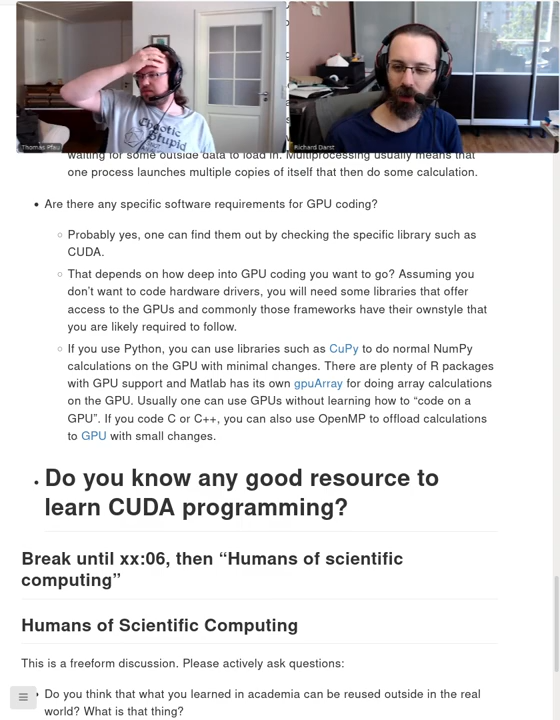 Chaotic
Stupid
Thomas Pfau
Richard Darst
waiting for some outside data to load in. Multiprocessing usually means that
one process launches multiple copies of itself that then do some calculation.
• Are there any specific software requirements for GPU coding?
○ Probably yes, one can find them out by checking the specific library such as
CUDA.
○ That depends on how deep into GPU coding you want to go? Assuming you
don't want to code hardware drivers, you will need some libraries that offer
access to the GPUs and commonly those frameworks have their ownstyle that
you are likely required to follow.
○ If you use Python, you can use libraries such as CuPy to do normal NumPy
calculations on the GPU with minimal changes. There are plenty of R packages
with GPU support and Matlab has its own gpuArray for doing array calculations
on the GPU. Usually one can use GPUs without learning how to “code on a
GPU”. If you code C or C++, you can also use OpenMP to offload calculations
to GPU with small changes.
• Do you know any good resource to
learn CUDA programming?
Break until xx:06, then “Humans of scientific
computing”
Humans of Scientific Computing
This is a freeform discussion. Please actively ask questions:
• Do you think that what you learned in academia can be reused outside in the real
world? What is that thing?